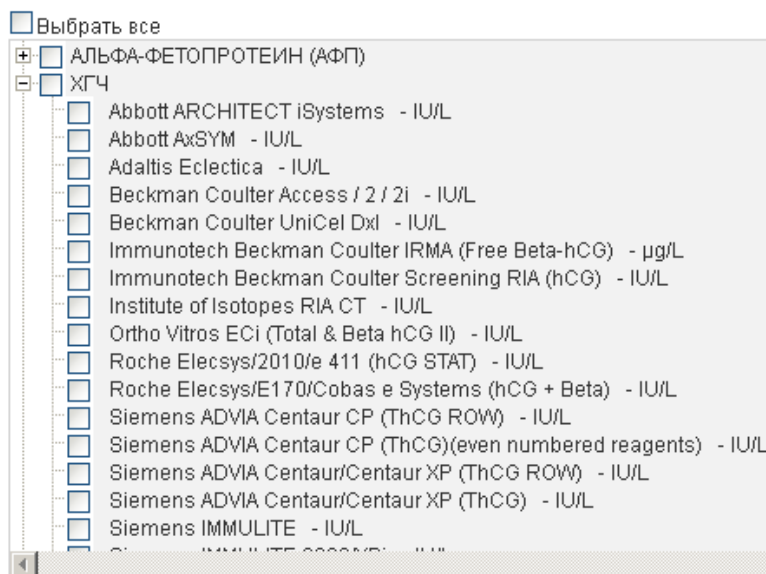 Выбрать все
АЛЬФА-ФЕТОПРОТЕИН (АФП)
ХГЧ
Abbott ARCHITECT iSystems - IU/L
Abbott AxSYM - IU/L
Adaltis Eclectica - IU/L
Beckman Coulter Access / 2 / 2i - IU/L
Beckman Coulter UniCel DxI - IU/L
Immunotech Beckman Coulter IRMA (Free Beta-hCG) - µg/L
Immunotech Beckman Coulter Screening RIA (hCG) - IU/L
Institute of Isotopes RIA CT - IU/L
Ortho Vitros ECi (Total & Beta hCG II) - IU/L
Roche Elecsys/2010/e 411 (hCG STAT) - IU/L
Roche Elecsys/E170/Cobas e Systems (hCG + Beta) - IU/L
Siemens ADVIA Centaur CP (ThCG ROW) - IU/L
Siemens ADVIA Centaur CP (ThCG)(even numbered reagents) - IU/L
Siemens ADVIA Centaur/Centaur XP (ThCG ROW) - IU/L
Siemens ADVIA Centaur/Centaur XP (ThCG) - IU/L
Siemens IMMULITE - IU/L